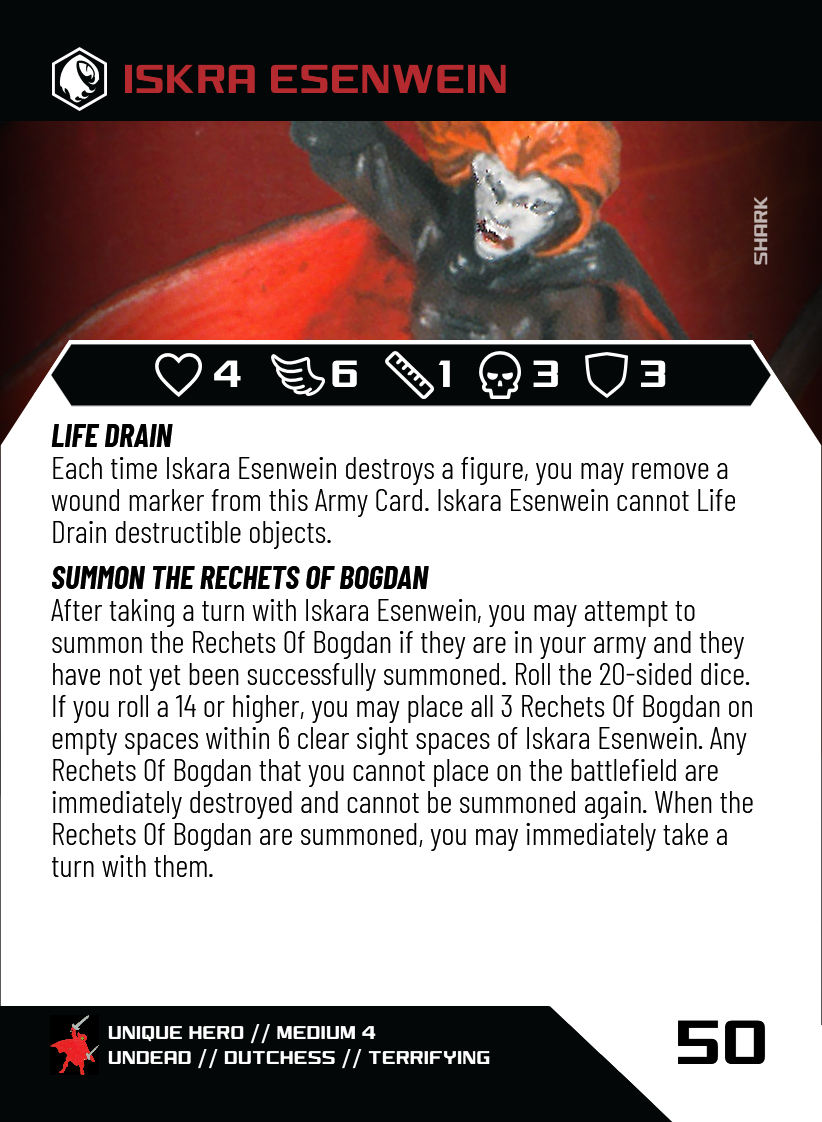 ISKRA ESENWEIN
SHARK
4 6 1 3 3
LIFE DRAIN
Each time Iskara Esenwein destroys a figure, you may remove a
wound marker from this Army Card. Iskara Esenwein cannot Life
Drain destructible objects.
SUMMON THE RECHETS OF BOGDAN
After taking a turn with Iskara Esenwein, you may attempt to
summon the Rechets Of Bogdan if they are in your army and they
have not yet been successfully summoned. Roll the 20-sided dice.
If you roll a 14 or higher, you may place all 3 Rechets Of Bogdan on
empty spaces within 6 clear sight spaces of Iskara Esenwein. Any
Rechets Of Bogdan that you cannot place on the battlefield are
immediately destroyed and cannot be summoned again. When the
Rechets Of Bogdan are summoned, you may immediately take a
turn with them.
UNIQUE HERO // MEDIUM 4
UNDEAD // DUTCHESS // TERRIFYING
50